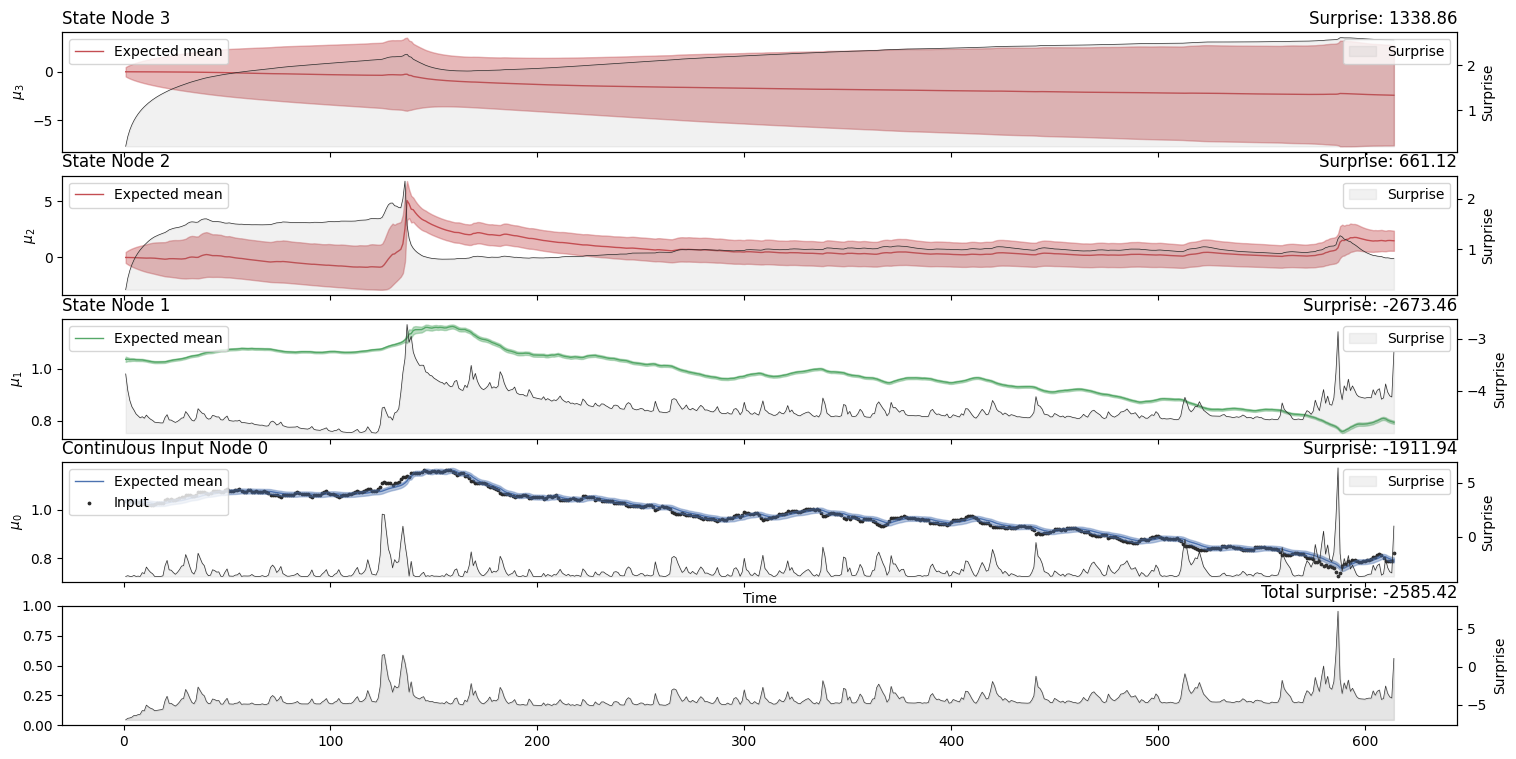 State Node 3 Surprise: 1338.86
Expected mean
Surprise
0
−5
μ3
2
1
Surprise
State Node 2 Surprise: 661.12
Expected mean
Surprise
5
0
μ2
2
1
Surprise
State Node 1 Surprise: -2673.46
Expected mean
Surprise
1.0
0.8
μ1
−3
−4
Surprise
Continuous Input Node 0 Surprise: -1911.94
Expected mean
Input
Surprise
1.0
0.8
μ0
5
0
Surprise
Time
Total surprise: -2585.42
1.00
0.75
0.50
0.25
0.00
5
0
−5
Surprise
0 100 200 300 400 500 600